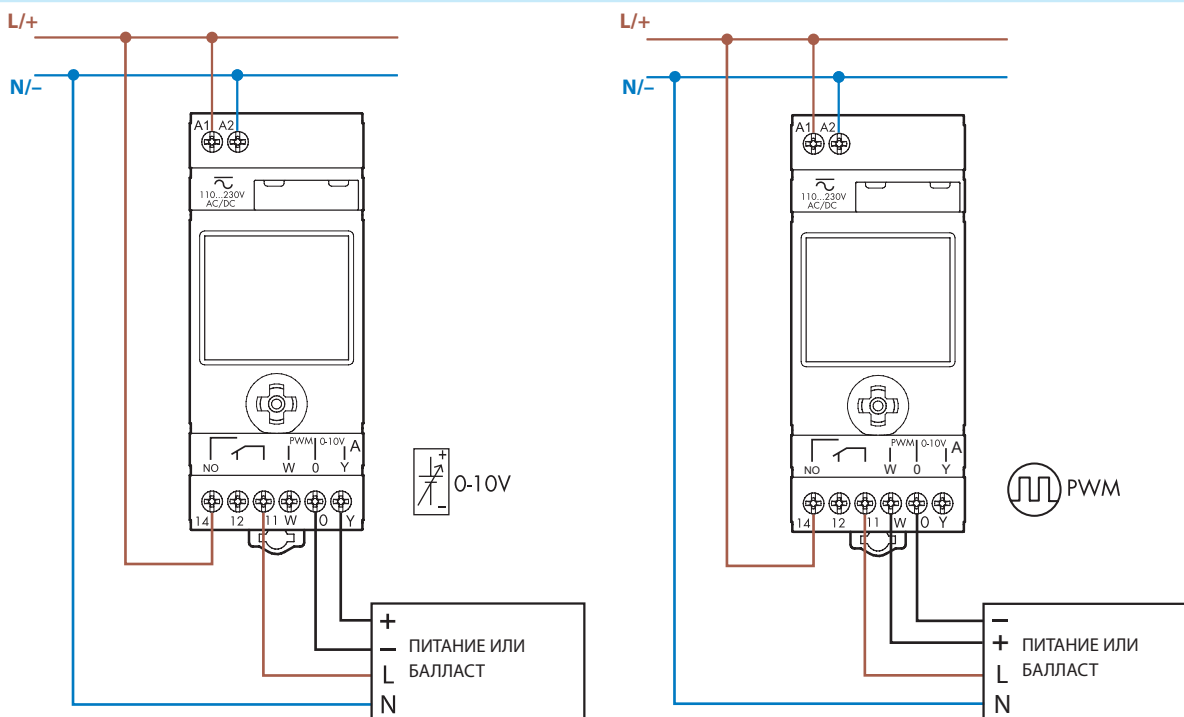 L/+
N/–
A1 A2
110...230V
AC/DC
PWM 0-10V A
NO W 0 Y
14 12 11 W 0 Y
+
- 0-10V
+
– ПИТАНИЕ ИЛИ
L БАЛЛАСТ
N
L/+
N/–
A1 A2
110...230V
AC/DC
PWM 0-10V A
NO W 0 Y
14 12 11 W 0 Y
PWM
–
+ ПИТАНИЕ ИЛИ
L БАЛЛАСТ
N